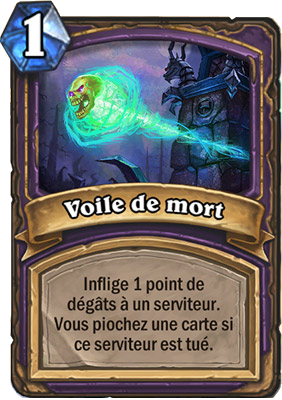 1
Voile de mort
Inflige 1 point de
dégâts à un serviteur.
Vous piochez une carte si
ce serviteur est tué.